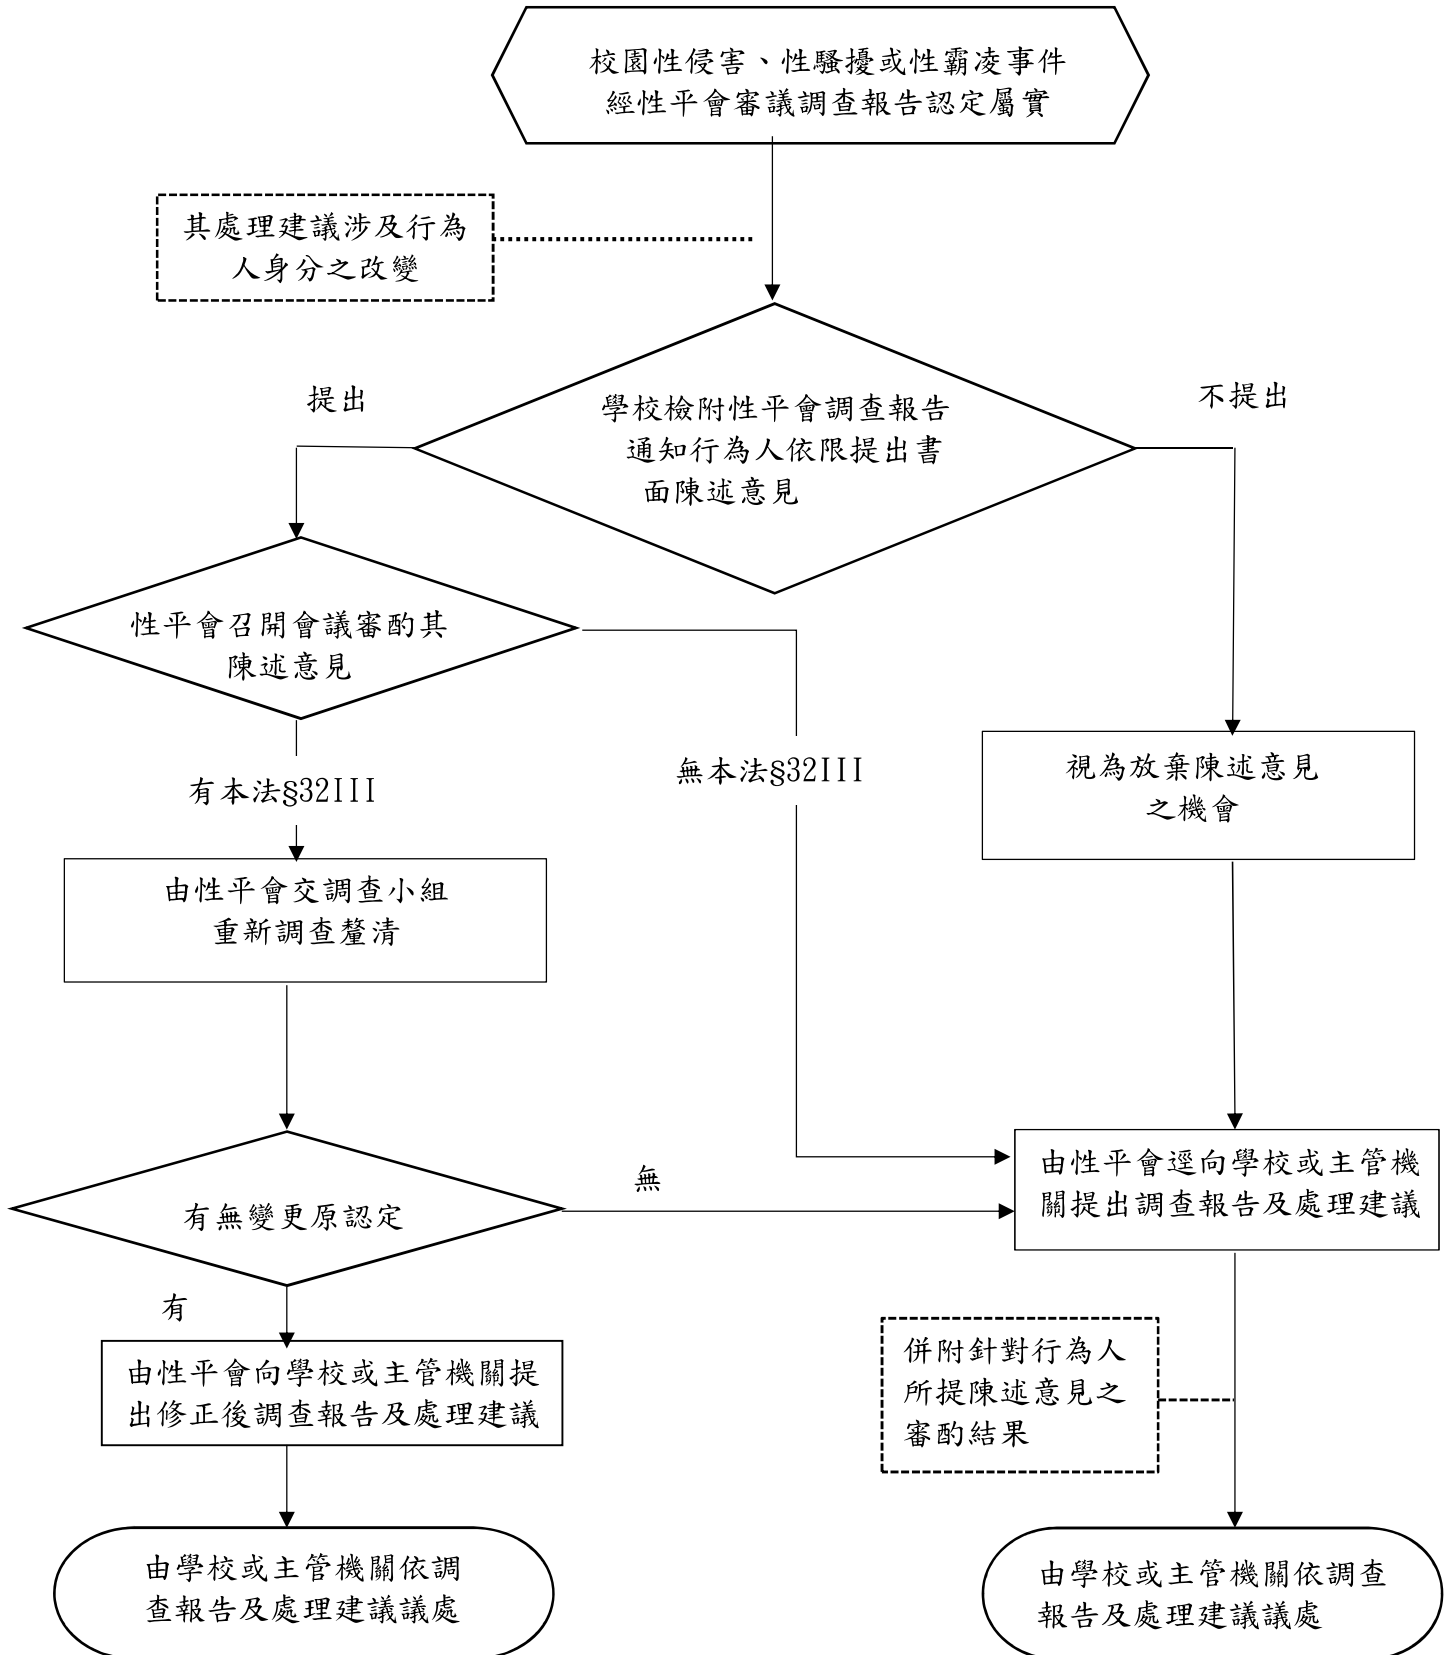 校園性侵害、性騷擾或性霸凌事件
經性平會審議調查報告認定屬實
其處理建議涉及行為
人身分之改變
提出
不提出
學校檢附性平會調查報告
通知行為人依限提出書
面陳述意見
性平會召開會議審酌其
陳述意見
有本法§32III
無本法§32III
視為放棄陳述意見
之機會
由性平會交調查小組
重新調查釐清
有無變更原認定
無
由性平會逕向學校或主管機
關提出調查報告及處理建議
有
由性平會向學校或主管機關提
出修正後調查報告及處理建議
併附針對行為人
所提陳述意見之
審酌結果
由學校或主管機關依調
查報告及處理建議議處
由學校或主管機關依調查
報告及處理建議議處